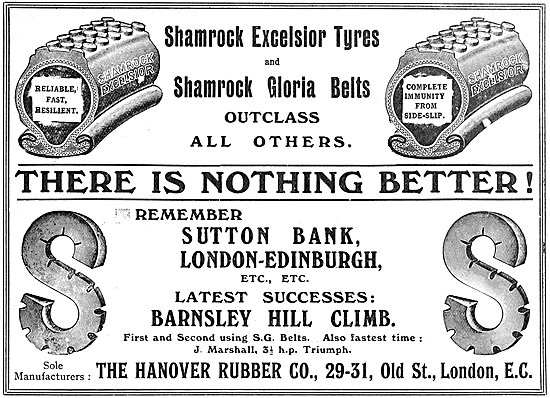 Shamrock Excelsior Tyres
and
Shamrock Gloria Belts
OUTCLASS
ALL OTHERS.
SHAMROCK
EXCELSIOR
RELIABLE,
FAST,
RESILIENT.
SHAMROCK
EXCELSIOR
COMPLETE
IMMUNITY
FROM
SIDE-SLIP.
THERE IS NOTHING BETTER!
REMEMBER
SUTTON BANK,
LONDON-EDINBURGH,
ETC., ETC.
LATEST SUCCESSES:
BARNSLEY HILL CLIMB.
First and Second using S.G. Belts. Also fastest time;
J. Marshall, 3½ h.p. Triumph.
Sole
Manufacturers: THE HANOVER RUBBER CO., 29-31, Old St., London, E.C.